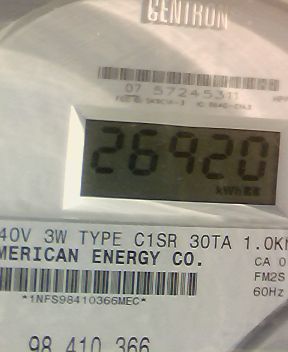 CENTRON
07 57245311
26920
kWh
40V 3W TYPE C1SR 30TA 1.0K
MERICAN ENERGY CO.
CA 0
FM2S
60Hz
*1NFS98410366MEC*
98 410 366